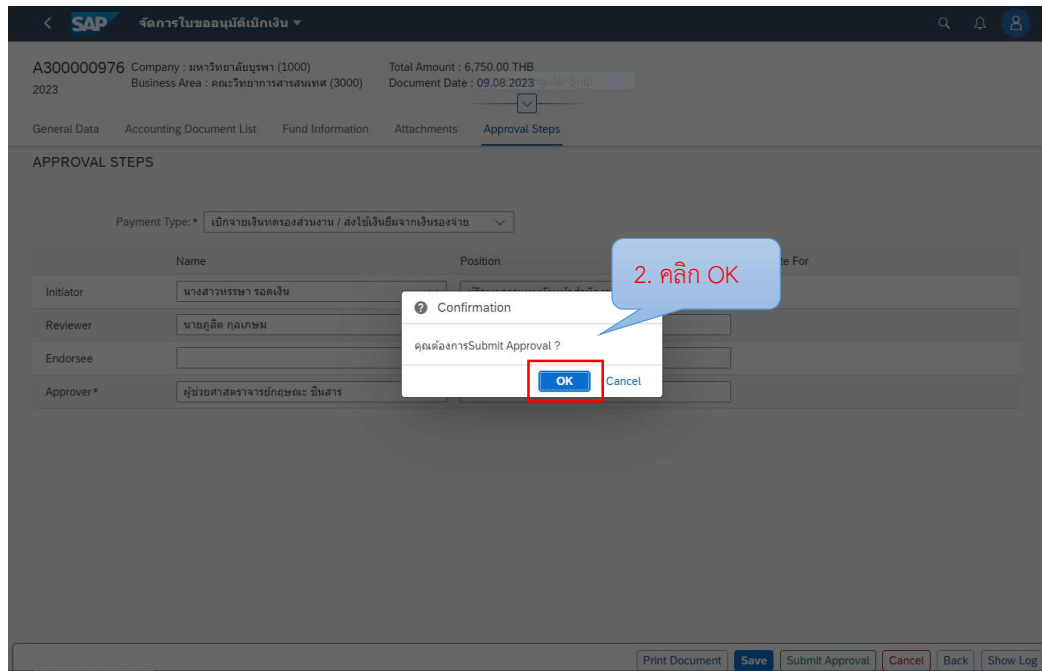 SAP จัดการใบขออนุมัติเบิกเงิน
A300000976 Company : มหาวิทยาลัยบูรพา (1000) Total Amount : 6,750.00 THB
2023 Business Area : คณะวิทยาการสารสนเทศ (3000) Document Date : 09.08.2023
General Data Accounting Document List Fund Information Attachments Approval Steps
APPROVAL STEPS
Payment Type:* เบิกจ่ายเงินทดรองส่วนงาน / ส่งใช้เงินยืมจากเงินรองจ่าย
Name Position For
2. คลิก OK
Initiator นางสาวหรรษา รอดเงิน
Confirmation
Reviewer นายภูสิต กุลเกษม
คุณต้องการSubmit Approval ?
Endorsee
OK Cancel
Approver* ผู้ช่วยศาสตราจารย์กฤษณะ ชินสาร
Print Document Save Submit Approval Cancel Back Show Log